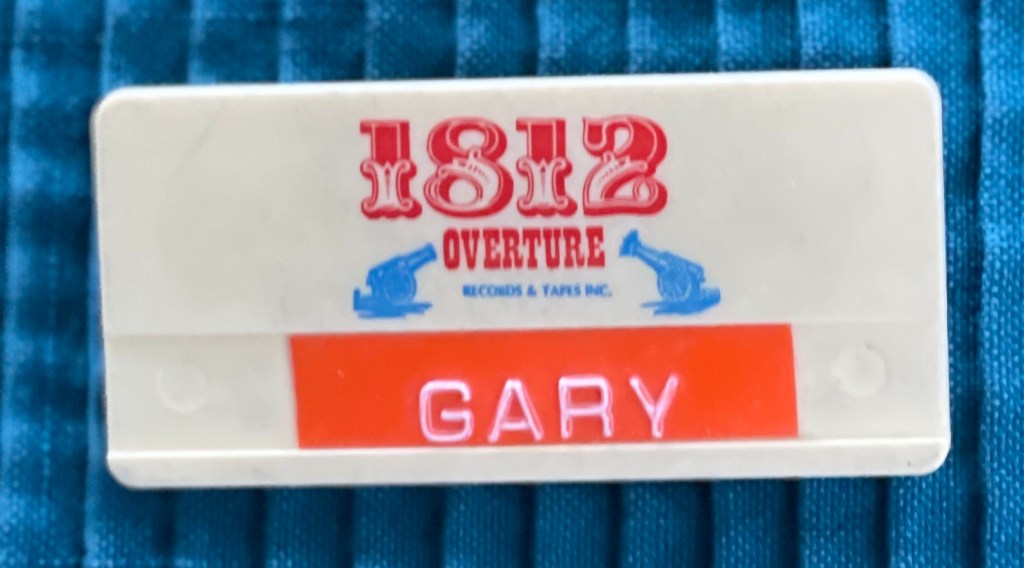 1812
OVERTURE
RECORDS & TAPES INC.
GARY